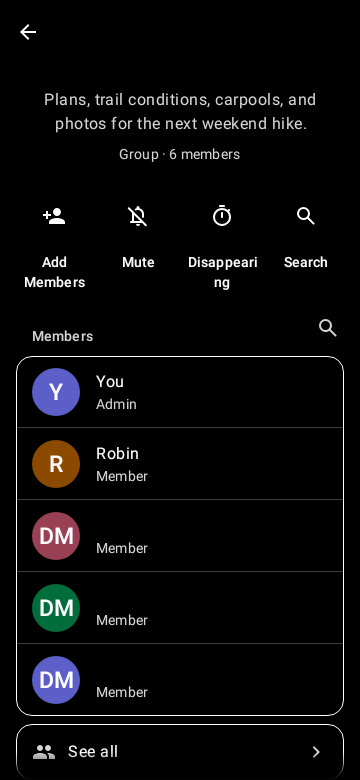 Plans, trail conditions, carpools, and
photos for the next weekend hike.
Group · 6 members
Add
Members
Mute
Disappeari
ng
Search
Members
Y
You
Admin
R
Robin
Member
DM
Member
DM
Member
DM
Member
See all